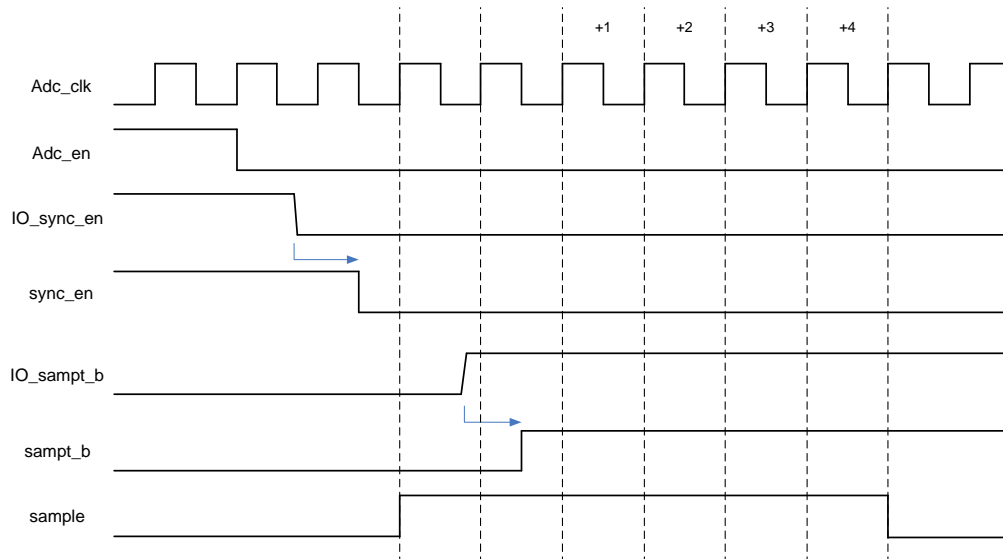 +1 +2 +3 +4
Adc_clk
Adc_en
IO_sync_en
sync_en
IO_sampt_b
sampt_b
sample